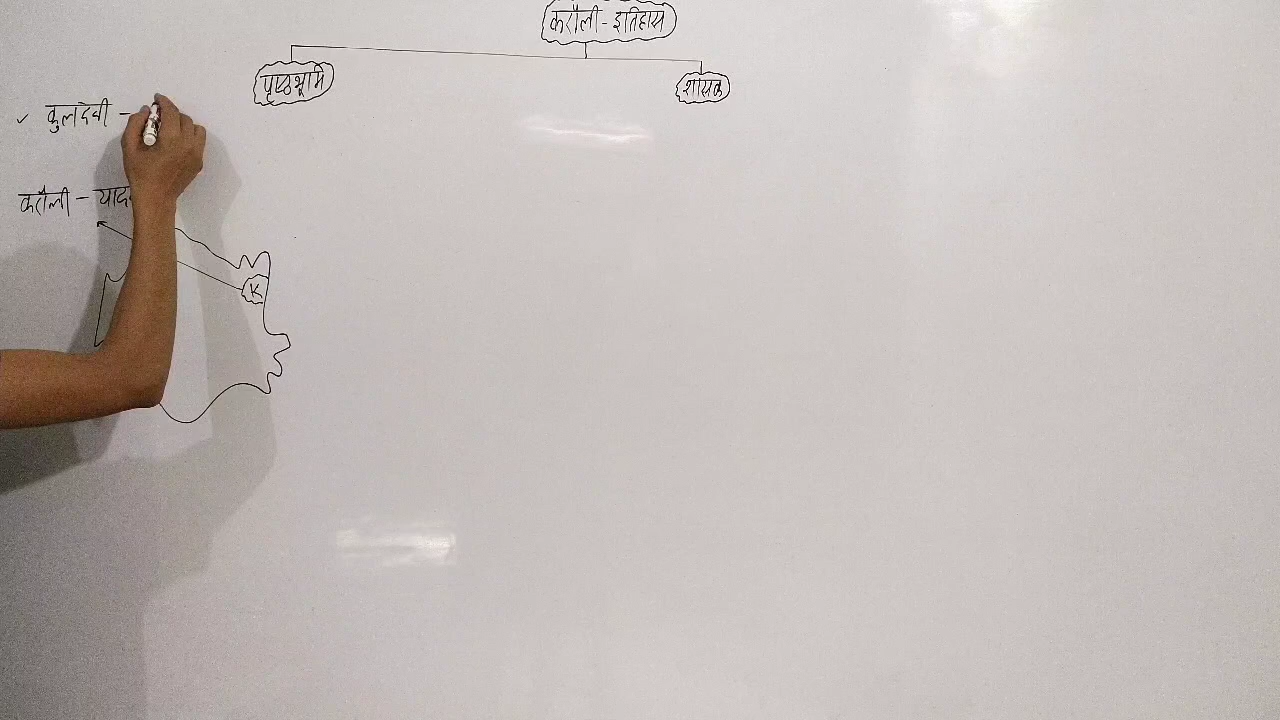 करौली - इतिहास
पृष्ठभूमि
शासक
✓ कुलदेवी -
करौली - याद
K